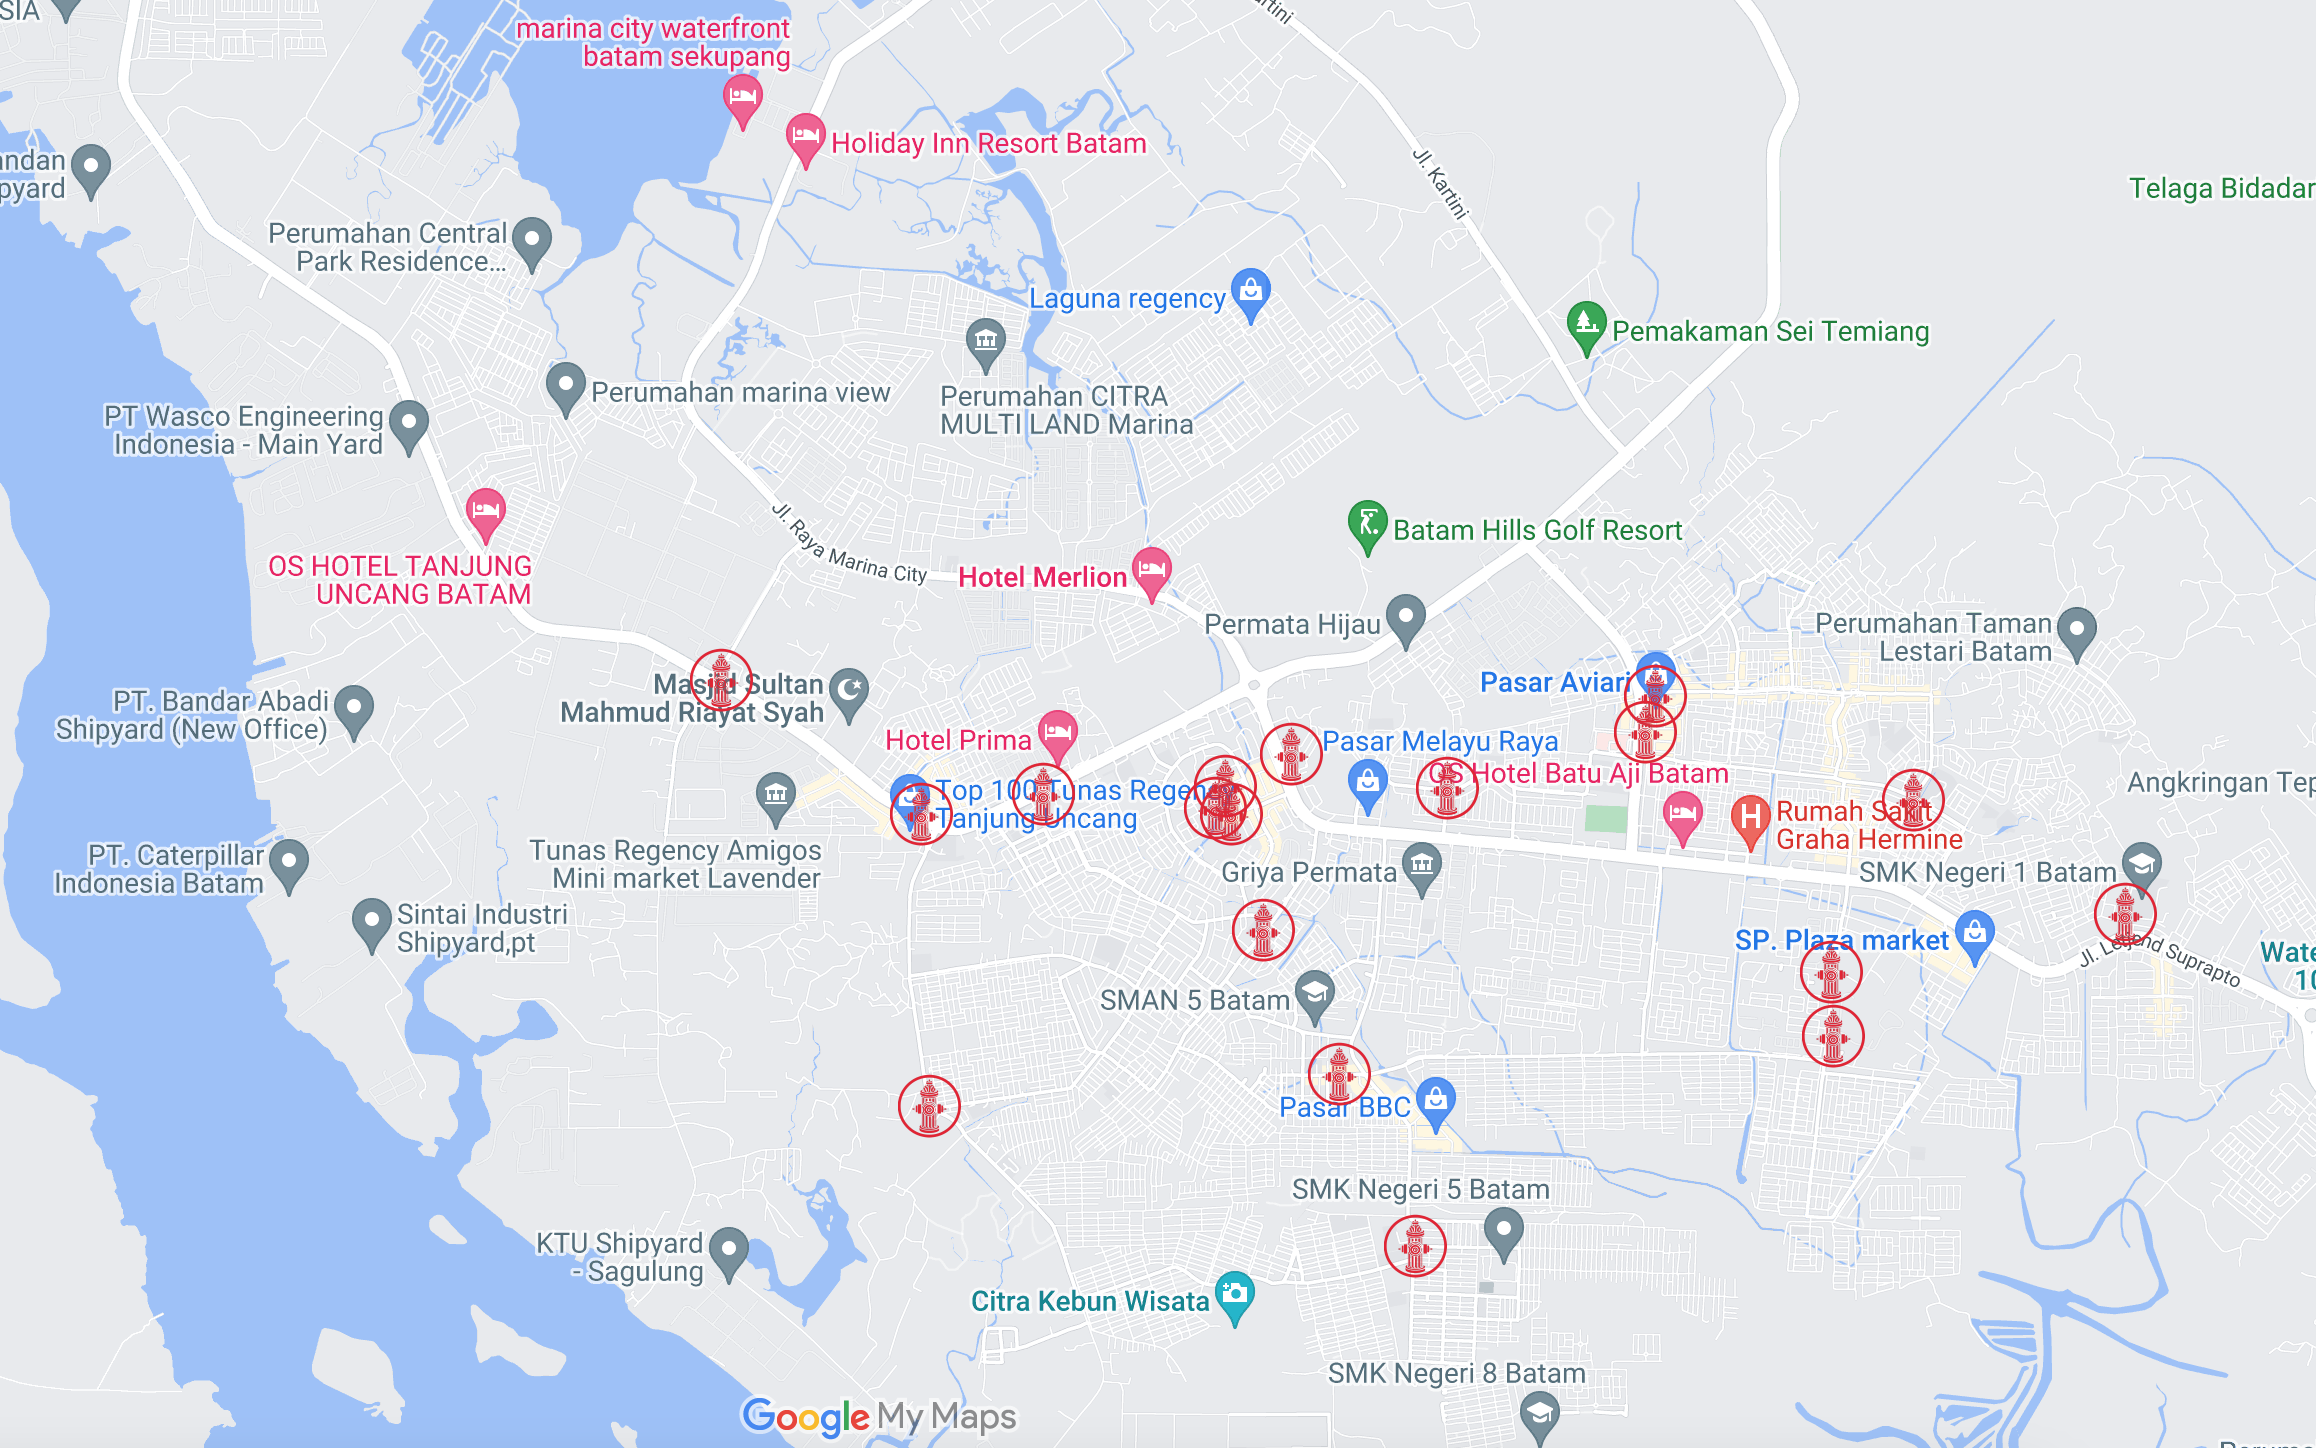 SIA
artini
marina city waterfront
batam sekupang
Holiday Inn Resort Batam
andan
pyard
Jl. Kartini
Telaga Bidadar
Perumahan Central
Park Residence...
Laguna regency
Pemakaman Sei Temiang
Perumahan marina view
Perumahan CITRA
MULTI LAND Marina
PT Wasco Engineering
Indonesia - Main Yard
Jl. Raya Marina City
Batam Hills Golf Resort
OS HOTEL TANJUNG
UNCANG BATAM
Hotel Merlion
Permata Hijau
Perumahan Taman
Lestari Batam
Masjid Sultan
Mahmud Riayat Syah
Pasar Aviari
PT. Bandar Abadi
Shipyard (New Office)
Hotel Prima
Pasar Melayu Raya
OS Hotel Batu Aji Batam
Angkringan Tep
Top 100 Tunas Regency
Tanjung Uncang
Rumah Sakit
Graha Hermine
Tunas Regency Amigos
Mini market Lavender
PT. Caterpillar
Indonesia Batam
Griya Permata
SMK Negeri 1 Batam
Sintai Industri
Shipyard,pt
SP. Plaza market
Jl. Letjend Suprapto
Wate
10
SMAN 5 Batam
Pasar BBC
SMK Negeri 5 Batam
KTU Shipyard
- Sagulung
Citra Kebun Wisata
SMK Negeri 8 Batam
Google My Maps